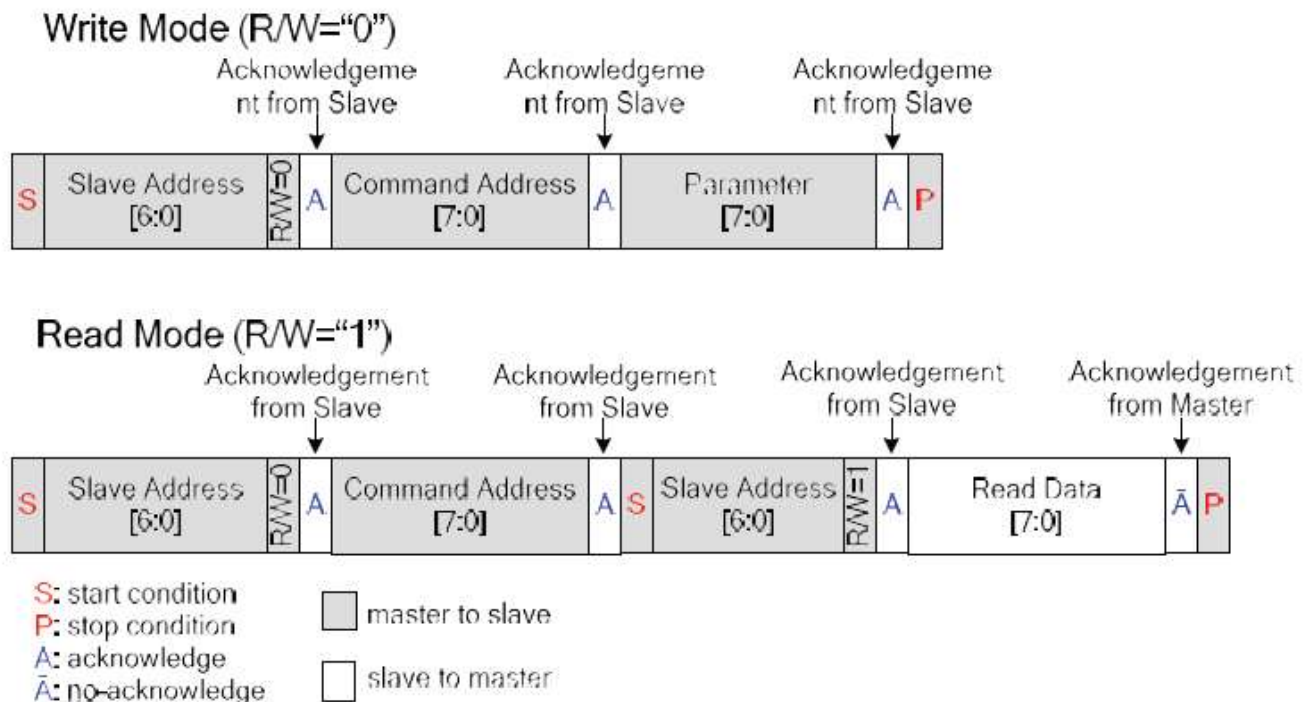 Write Mode (R/W="0")
Acknowledgeme Acknowledgeme Acknowledgeme
nt from Slave nt from Slave nt from Slave
S Slave Address [6:0] R/W=0 A Command Address [7:0] A Parameter [7:0] A P
Read Mode (R/W="1")
Acknowledgement Acknowledgement Acknowledgement Acknowledgement
from Slave from Slave from Slave from Master
S Slave Address [6:0] R/W=0 A Command Address [7:0] A S Slave Address [6:0] R/W=1 A Read Data [7:0] Ā P
S: start condition
P: stop condition
A: acknowledge
Ā: no-acknowledge
master to slave
slave to master